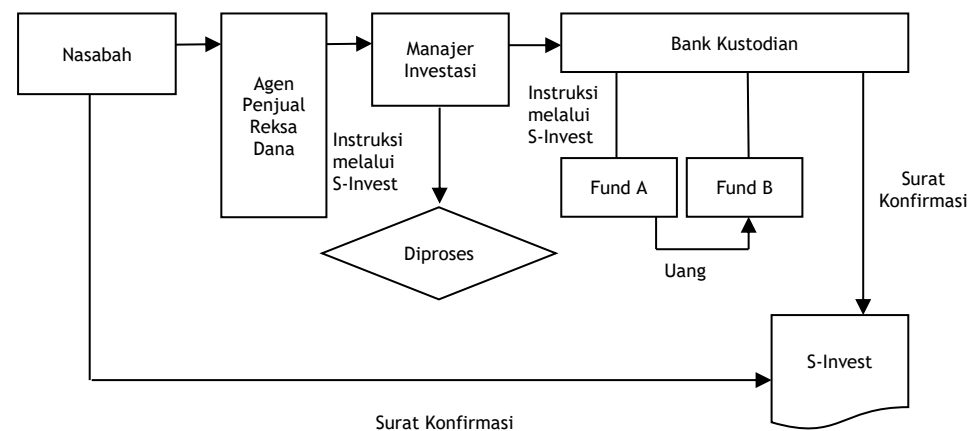 Nasabah
Agen
Penjual
Reksa
Dana
Manajer
Investasi
Bank Kustodian
Instruksi
melalui
S-Invest
Instruksi
melalui
S-Invest
Fund A
Fund B
Surat
Konfirmasi
Diproses
Uang
S-Invest
Surat Konfirmasi